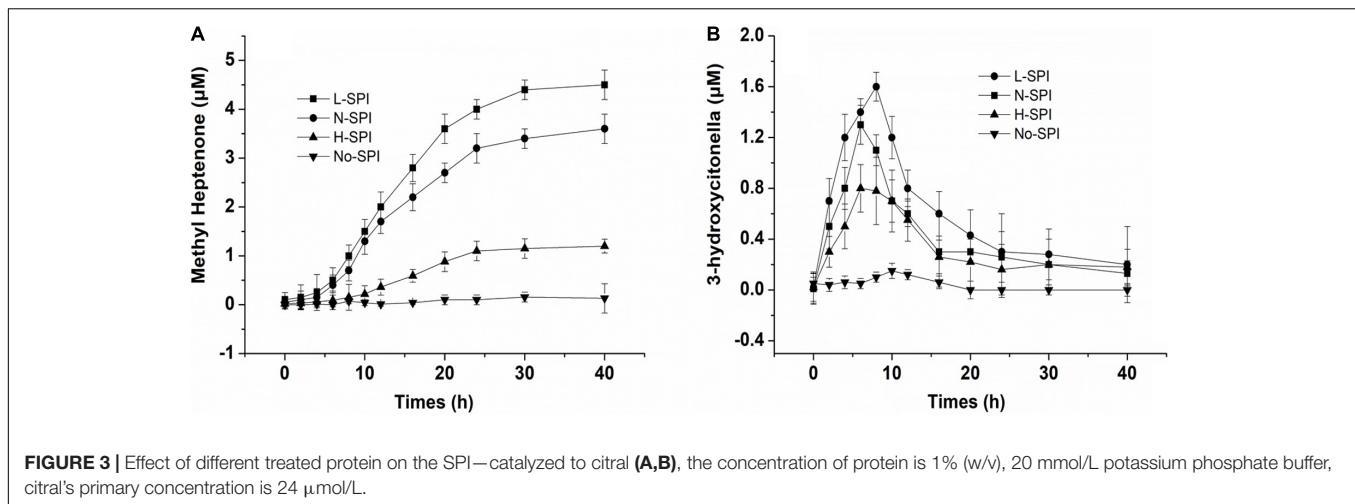 A
Methyl Heptenone (µM)
5
4
3
2
1
0
-1
L-SPI
N-SPI
H-SPI
No-SPI
0 10 20 30 40
Times (h)
B
3-hydroxycitonella (µM)
2.0
1.6
1.2
0.8
0.4
0.0
-0.4
L-SPI
N-SPI
H-SPI
No-SPI
0 10 20 30 40
Times (h)
FIGURE 3 | Effect of different treated protein on the SPI—catalyzed to citral (A,B), the concentration of protein is 1% (w/v), 20 mmol/L potassium phosphate buffer,
citral's primary concentration is 24 µmol/L.